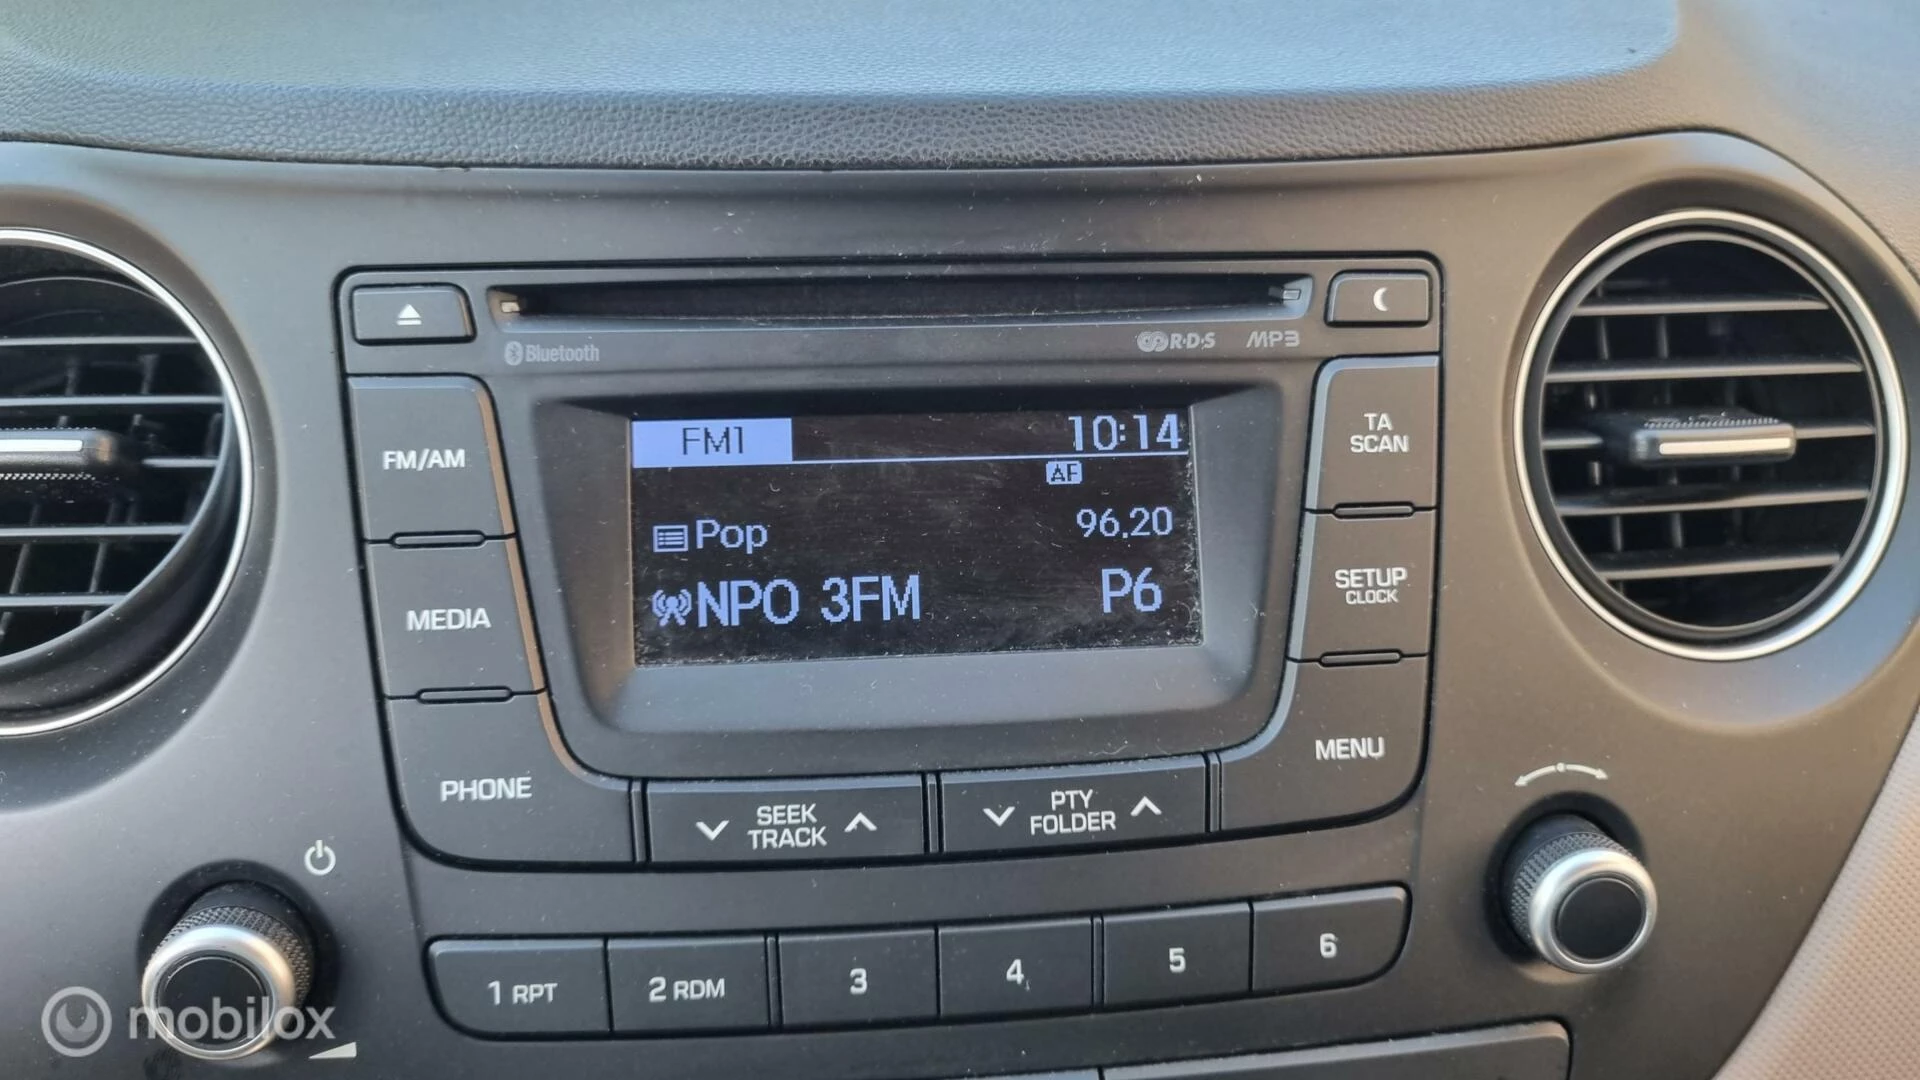 Bluetooth
R·D·S MP3
FM/AM
MEDIA
PHONE
FM1 10:14
AF
Pop 96.20
NPO 3FM P6
TA
SCAN
SETUP
CLOCK
MENU
SEEK
TRACK
PTY
FOLDER
1 RPT
2 RDM
3
4
5
6
mobilox